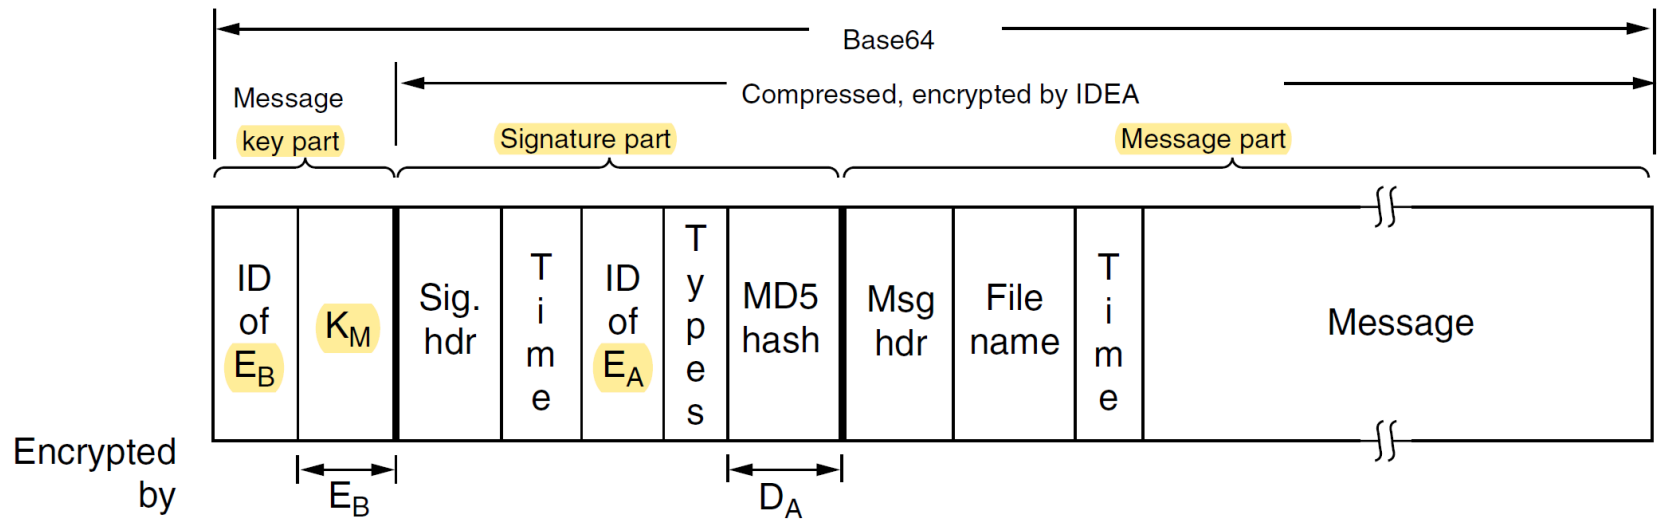 Base64
Compressed, encrypted by IDEA
Message
key part
Signature part
Message part
ID
of
E_B
K_M
Sig.
hdr
Time
ID
of
E_A
Types
MD5
hash
Msg
hdr
File
name
Time
Message
Encrypted
by
E_B
D_A